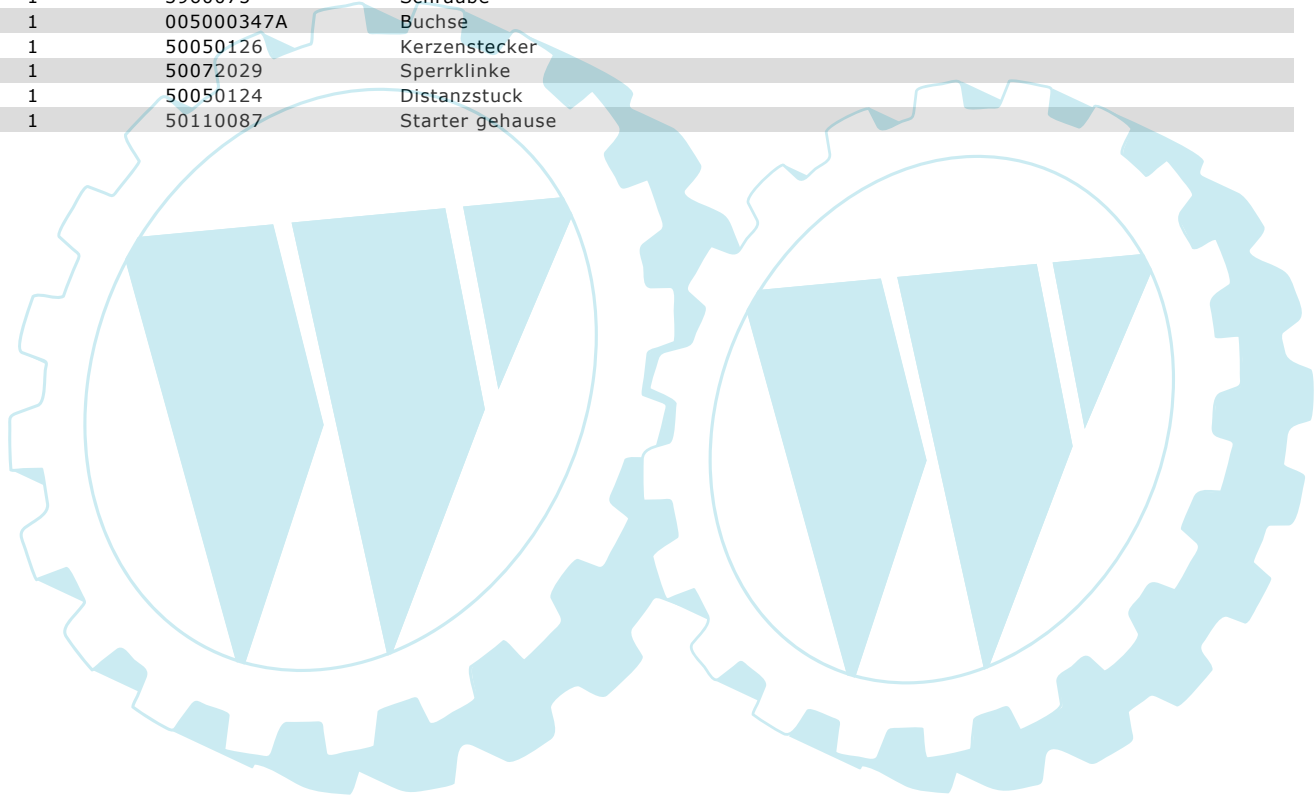 1 005000347A Buchse
1 50050126 Kerzenstecker
1 50072029 Sperrklinke
1 50050124 Distanzstuck
1 50110087 Starter gehause